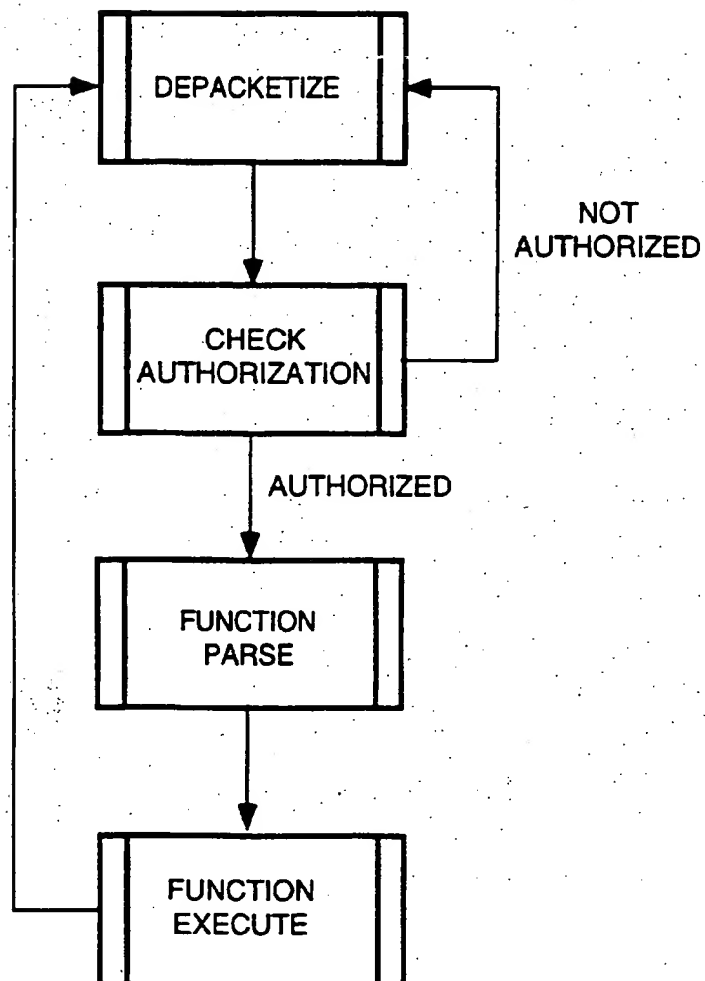 DEPACKETIZE
NOT
AUTHORIZED
CHECK
AUTHORIZATION
AUTHORIZED
FUNCTION
PARSE
FUNCTION
EXECUTE